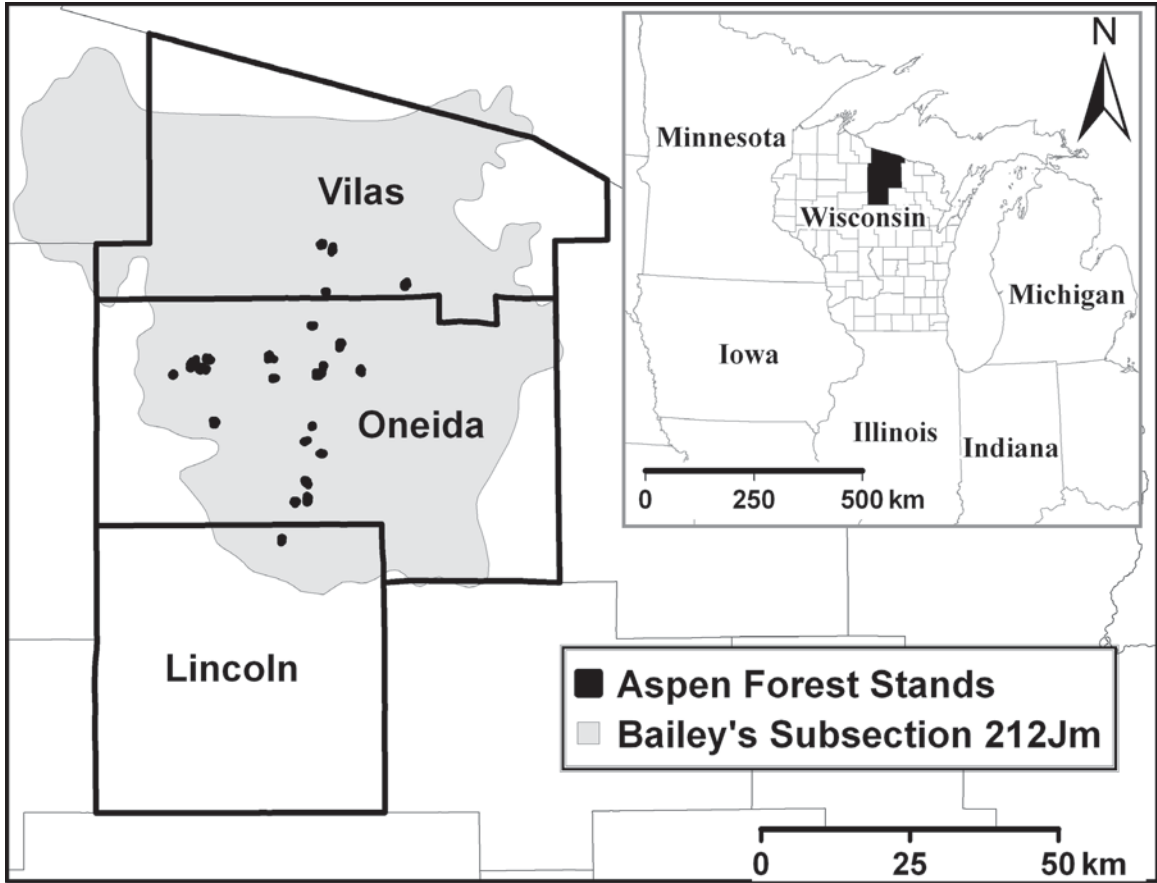 N
Minnesota
Wisconsin
Michigan
Iowa
Illinois
Indiana
0 250 500 km
Vilas
Oneida
Lincoln
Aspen Forest Stands
Bailey's Subsection 212Jm
0 25 50 km